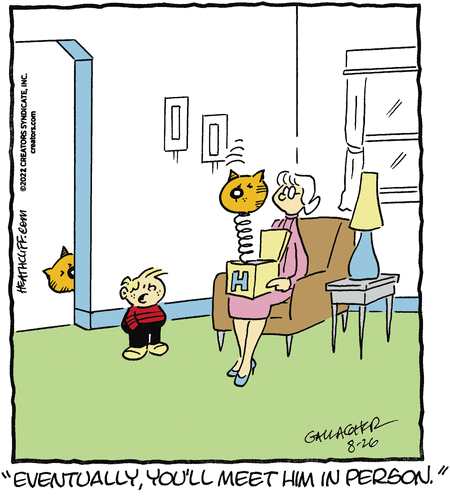 ©2022 CREATORS SYNDICATE, INC.
creators.com
HEATHCLIFF.COM
H
GALLAGHER
8-26
"EVENTUALLY, YOU'LL MEET HIM IN PERSON."